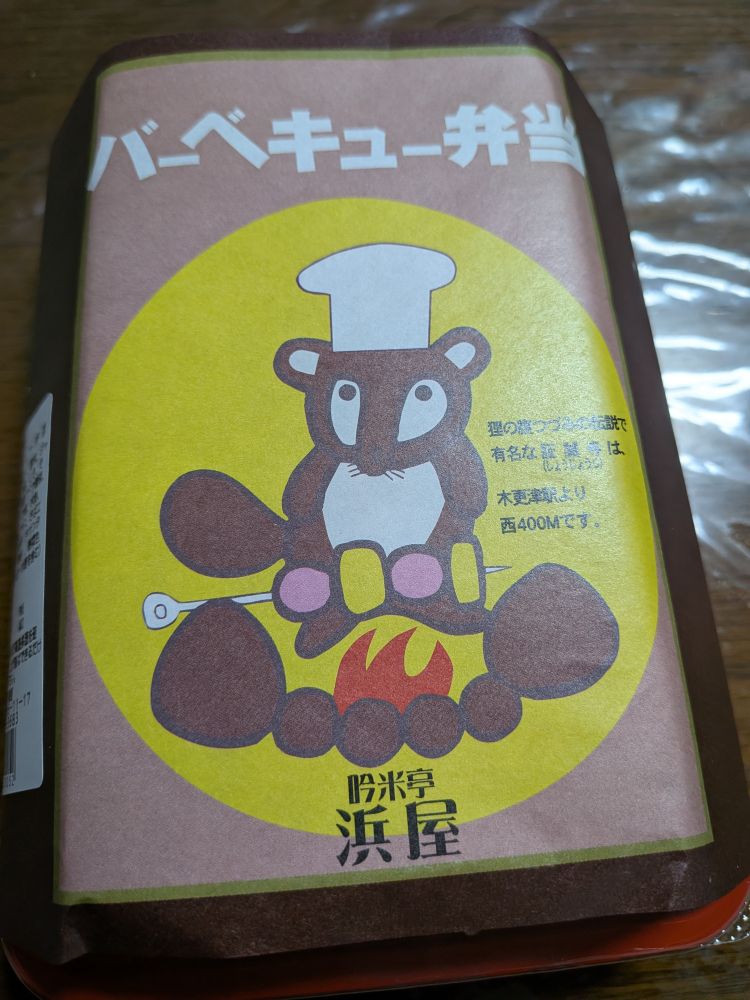 バーベキュー弁当
狸の腹つづみの伝説で
有名な證誠寺は、
(しょうじょうじ)
木更津駅より
西400Mです。
吟米亭
浜屋